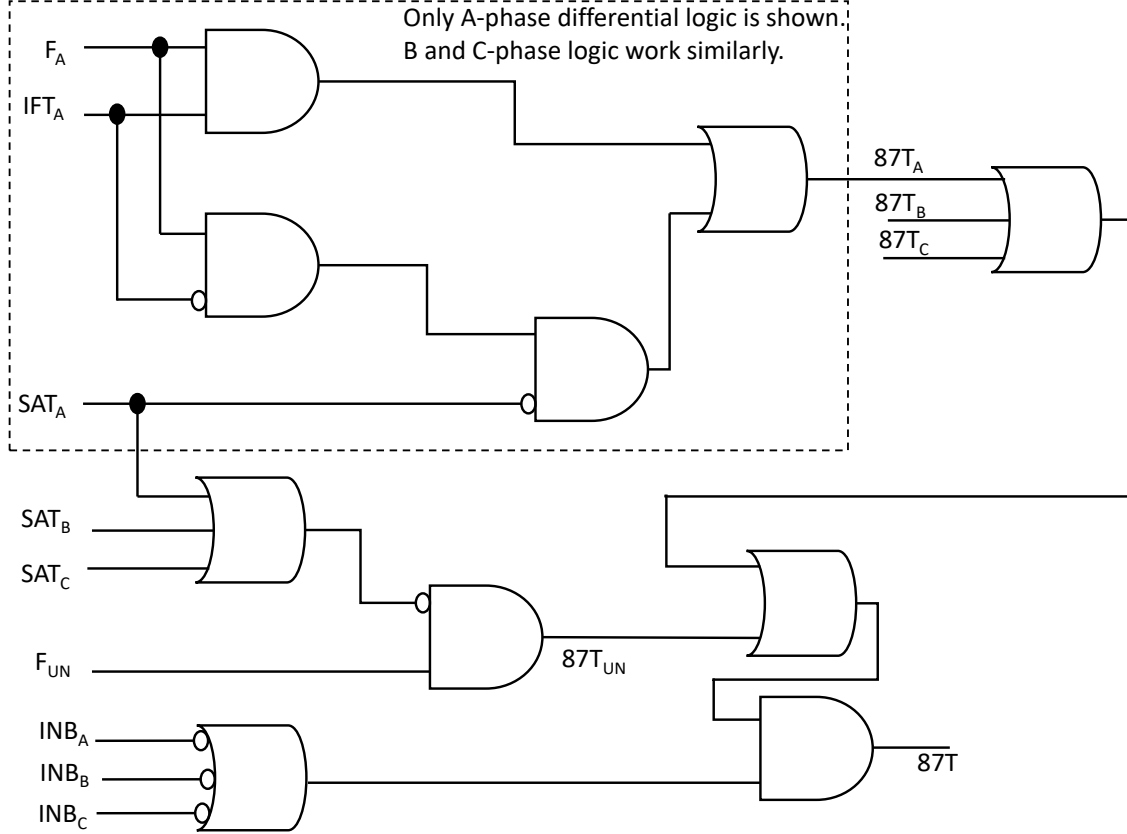 Only A-phase differential logic is shown.
B and C-phase logic work similarly.
F_A
IFT_A
87T_A
87T_B
87T_C
SAT_A
SAT_B
SAT_C
F_UN
87T_UN
INB_A
INB_B
INB_C
87T